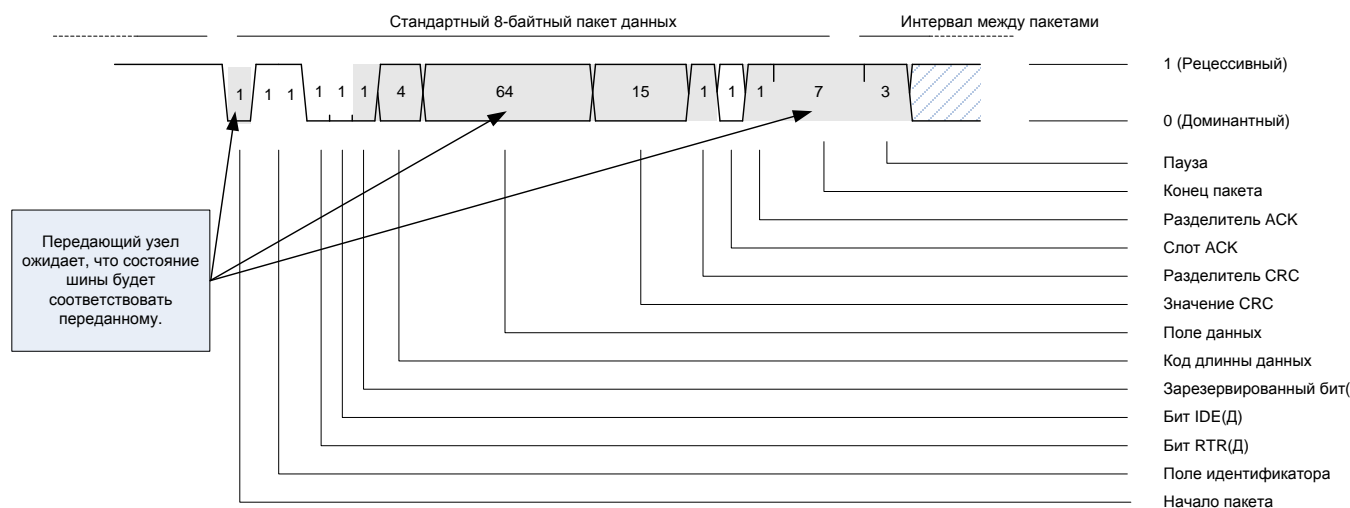 Стандартный 8-байтный пакет данных
Интервал между пакетами
1 (Рецессивный)
1 1 1 1 1 1 4 64 15 1 1 1 7 3
0 (Доминантный)
Пауза
Конец пакета
Разделитель ACK
Слот ACK
Разделитель CRC
Значение CRC
Поле данных
Код длинны данных
Зарезервированный бит(
Бит IDE(Д)
Бит RTR(Д)
Поле идентификатора
Начало пакета
Передающий узел
ожидает, что состояние
шины будет
соответствовать
переданному.